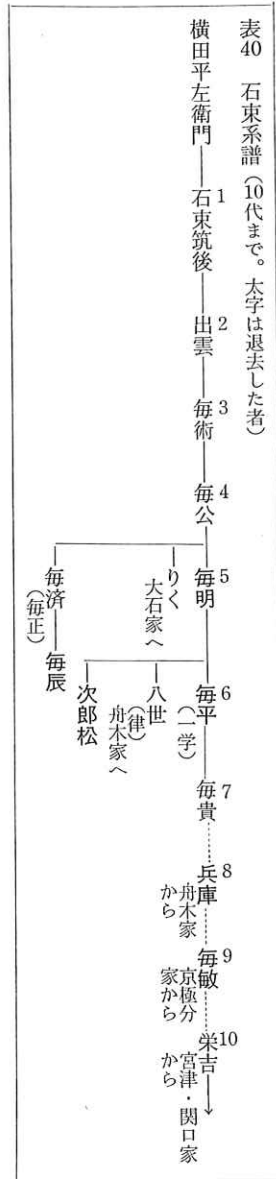 表40 石束系譜（10代まで。太字は退去した者）
横田平左衛門
1 石束筑後
2 出雲
3 毎術
4 毎公
5 毎明
りく
大石家へ
毎済
（毎正）
毎辰
6 毎平
（一学）
八世
（律）
舟木家へ
次郎松
7 毎貴
8 兵庫
舟木家
から
9 毎敏
京極分
家から
10 栄吉
宮津・関口家
から